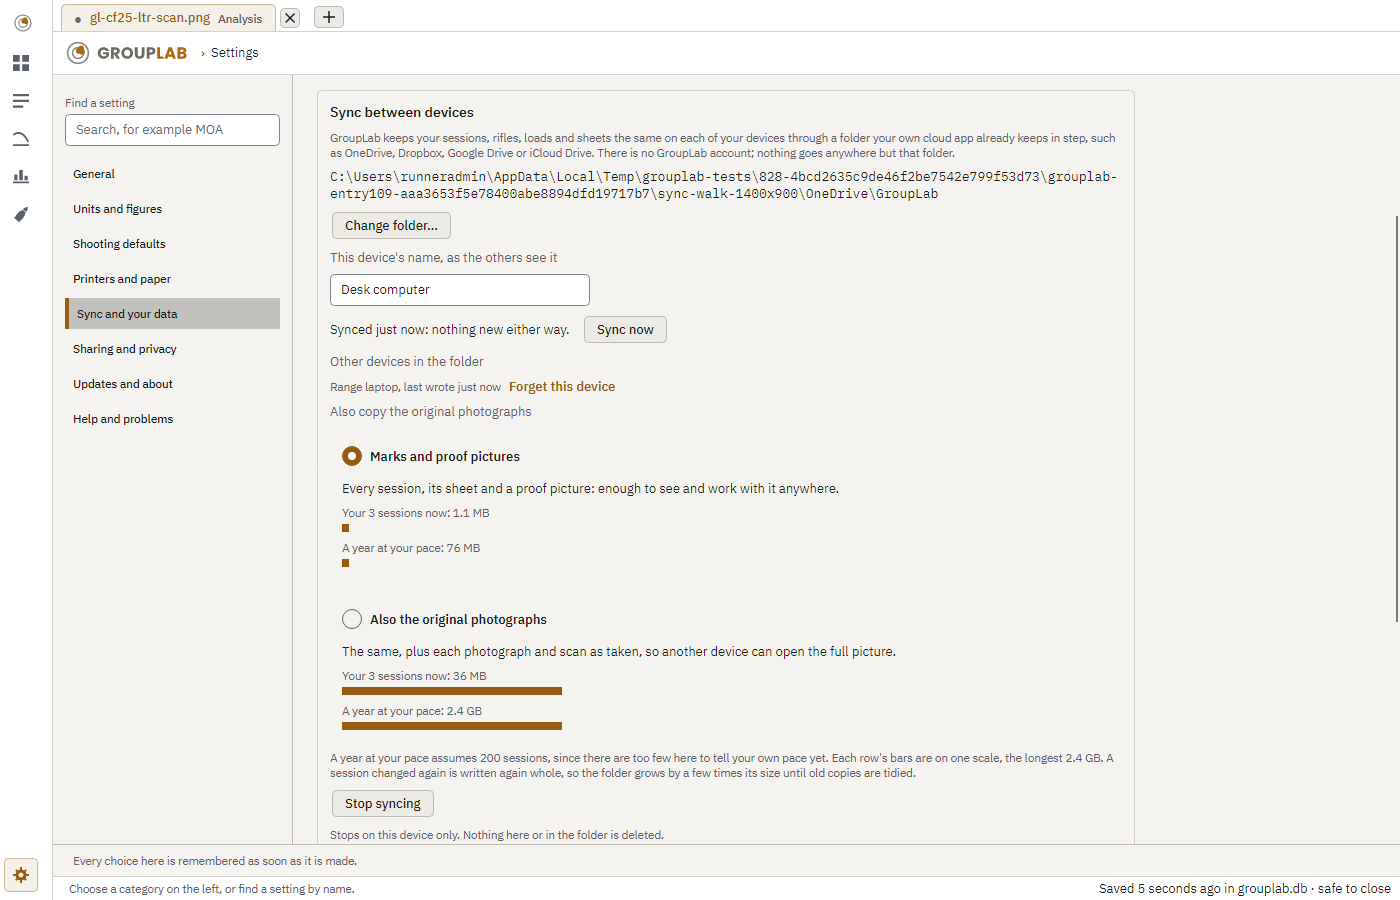 gl-cf25-ltr-scan.png Analysis
GROUPLAB › Settings
Find a setting
Search, for example MOA
General
Units and figures
Shooting defaults
Printers and paper
Sync and your data
Sharing and privacy
Updates and about
Help and problems
Sync between devices
GroupLab keeps your sessions, rifles, loads and sheets the same on each of your devices through a folder your own cloud app already keeps in step, such
as OneDrive, Dropbox, Google Drive or iCloud Drive. There is no GroupLab account; nothing goes anywhere but that folder.
C:\Users\runneradmin\AppData\Local\Temp\grouplab-tests\828-4bcd2635c9de46f2be7542e799f53d73\grouplab-
entry109-aaa3653f5e78400abe8894dfd19717b7\sync-walk-1400x900\OneDrive\GroupLab
Change folder...
This device's name, as the others see it
Desk computer
Synced just now: nothing new either way. Sync now
Other devices in the folder
Range laptop, last wrote just now Forget this device
Also copy the original photographs
Marks and proof pictures
Every session, its sheet and a proof picture: enough to see and work with it anywhere.
Your 3 sessions now: 1.1 MB
A year at your pace: 76 MB
Also the original photographs
The same, plus each photograph and scan as taken, so another device can open the full picture.
Your 3 sessions now: 36 MB
A year at your pace: 2.4 GB
A year at your pace assumes 200 sessions, since there are too few here to tell your own pace yet. Each row's bars are on one scale, the longest 2.4 GB. A
session changed again is written again whole, so the folder grows by a few times its size until old copies are tidied.
Stop syncing
Stops on this device only. Nothing here or in the folder is deleted.
Every choice here is remembered as soon as it is made.
Choose a category on the left, or find a setting by name.
Saved 5 seconds ago in grouplab.db · safe to close